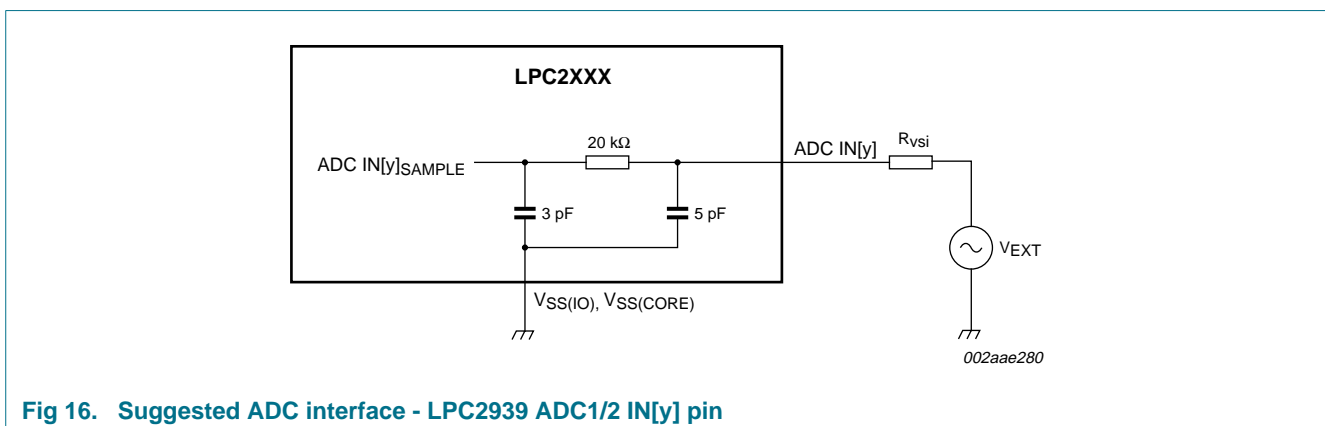 LPC2XXX
20 kΩ
ADC IN[y]SAMPLE
ADC IN[y]
Rvsi
3 pF
5 pF
VEXT
VSS(IO), VSS(CORE)
002aae280
Fig 16. Suggested ADC interface - LPC2939 ADC1/2 IN[y] pin